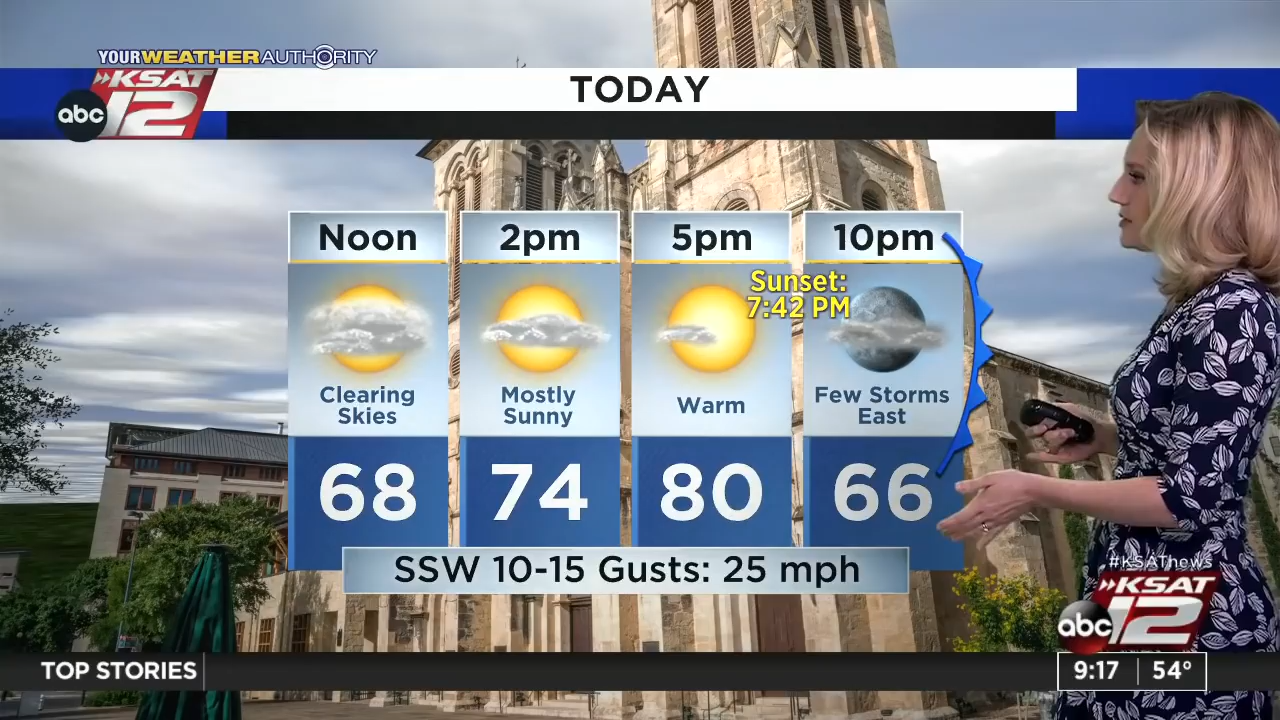 YOURWEATHERAUTHORITY
KSAT
abc 12
TODAY
Noon
2pm
5pm
10pm
Sunset:
7:42 PM
Clearing
Skies
Mostly
Sunny
Warm
Few Storms
East
68
74
80
66
SSW 10-15 Gusts: 25 mph
#KSATnews
KSAT
abc 12
TOP STORIES
9:17 54°